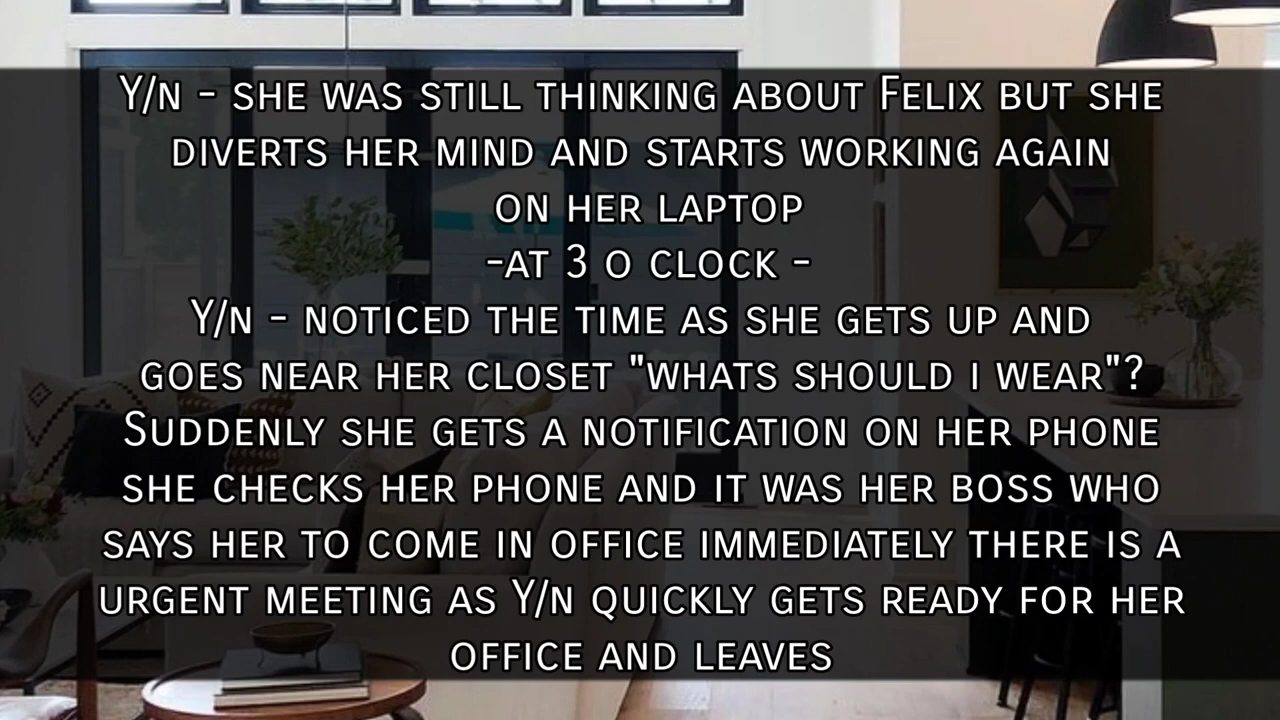 Y/n - she was still thinking about Felix but she
diverts her mind and starts working again
on her laptop
-at 3 o clock -
Y/n - noticed the time as she gets up and
goes near her closet "whats should i wear"?
Suddenly she gets a notification on her phone
she checks her phone and it was her boss who
says her to come in office immediately there is a
urgent meeting as Y/n quickly gets ready for her
office and leaves